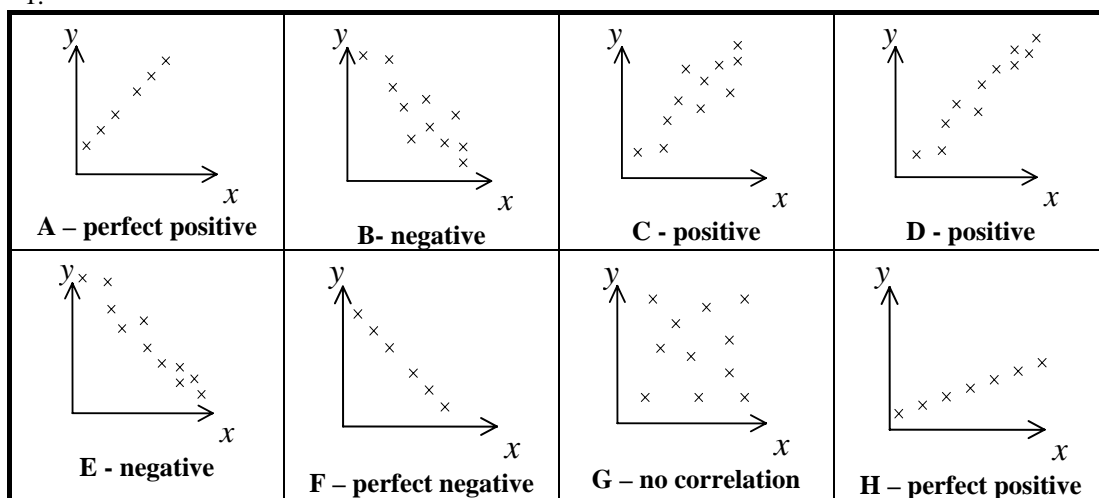 1.
y
x
A – perfect positive
y
x
B- negative
y
x
C - positive
y
x
D - positive
y
x
E - negative
y
x
F – perfect negative
y
x
G – no correlation
y
x
H – perfect positive